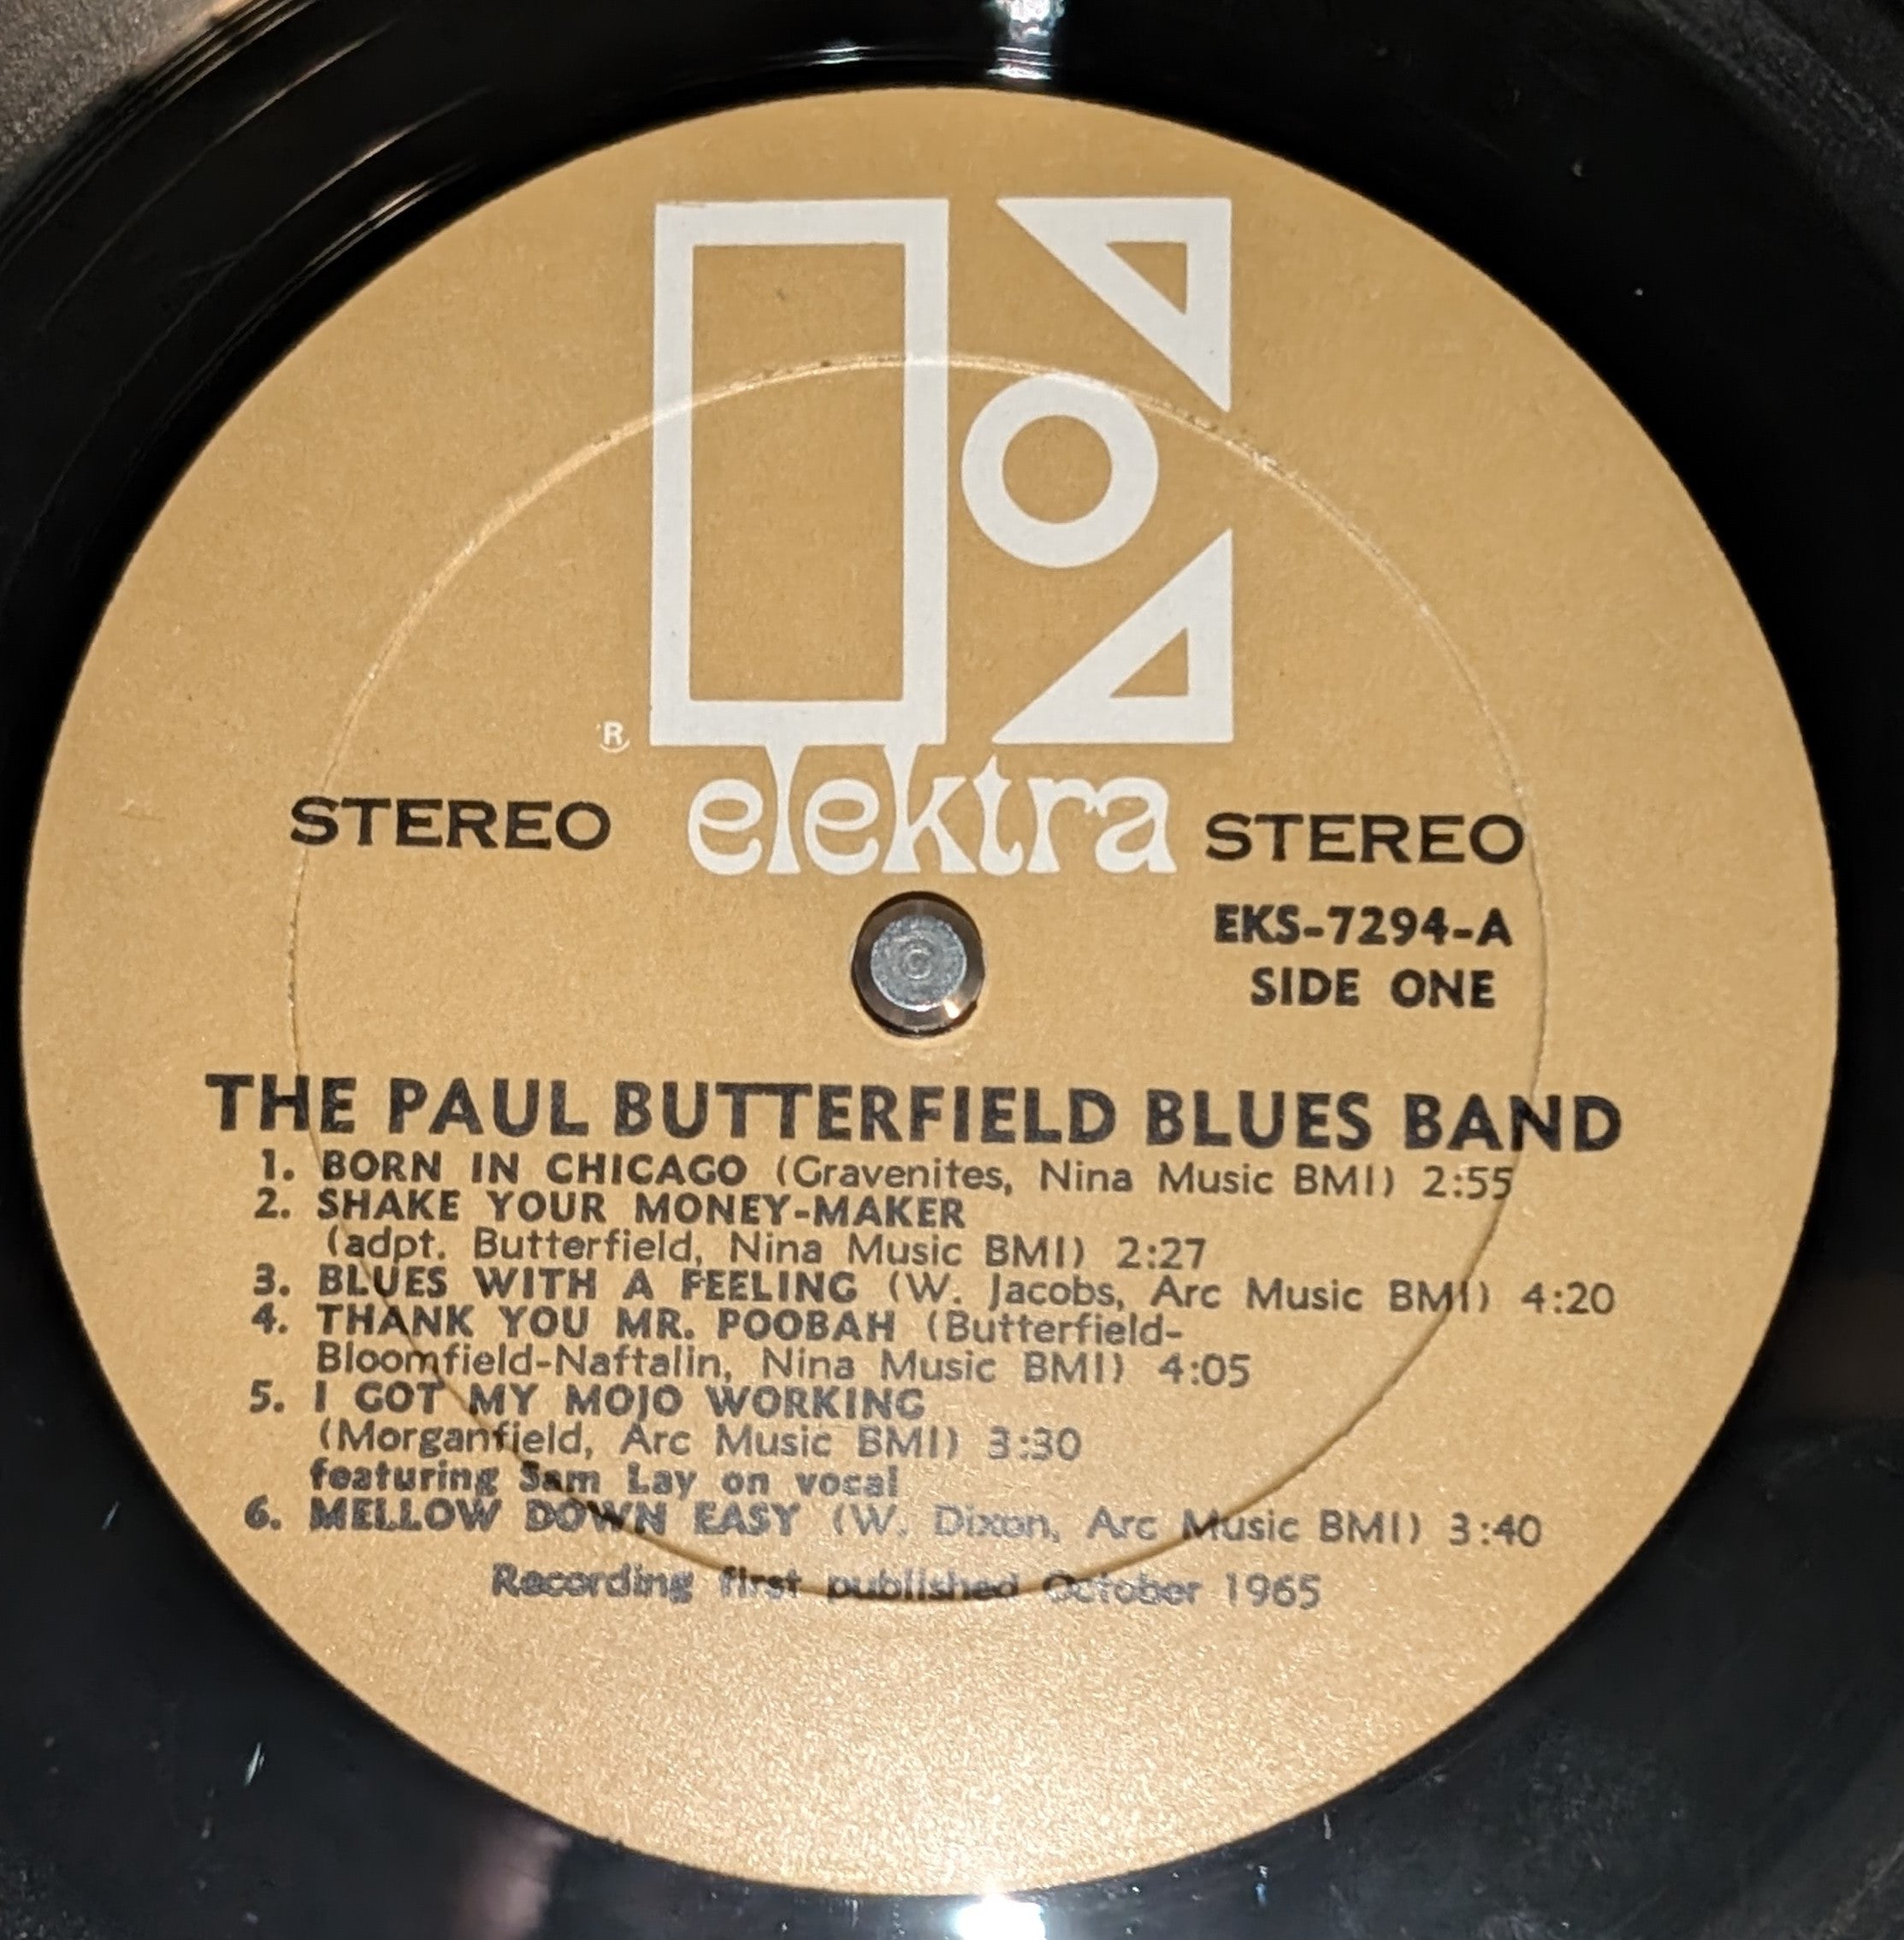 ®
elektra
STEREO STEREO
EKS-7294-A
SIDE ONE
THE PAUL BUTTERFIELD BLUES BAND
1. BORN IN CHICAGO (Gravenites, Nina Music BMI) 2:55
2. SHAKE YOUR MONEY-MAKER
(adpt. Butterfield, Nina Music BMI) 2:27
3. BLUES WITH A FEELING (W. Jacobs, Arc Music BMI) 4:20
4. THANK YOU MR. POOBAH (Butterfield-
Bloomfield-Naftalin, Nina Music BMI) 4:05
5. I GOT MY MOJO WORKING
(Morganfield, Arc Music BMI) 3:30
featuring Sam Lay on vocal
6. MELLOW DOWN EASY (W. Dixon, Arc Music BMI) 3:40
Recording first published October 1965